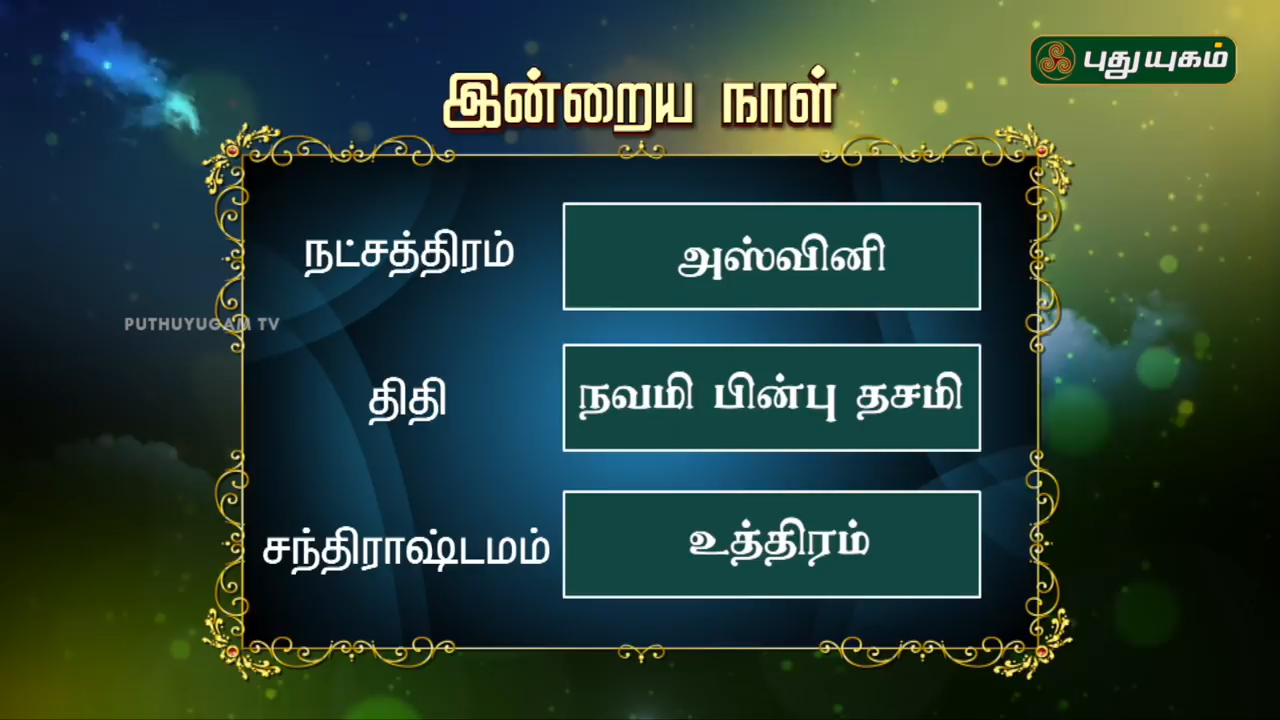 புதுயுகம்
இன்றைய நாள்
நட்சத்திரம் அஸ்வினி
PUTHUYUGAM TV
திதி நவமி பின்பு தசமி
சந்திராஷ்டமம் உத்திரம்